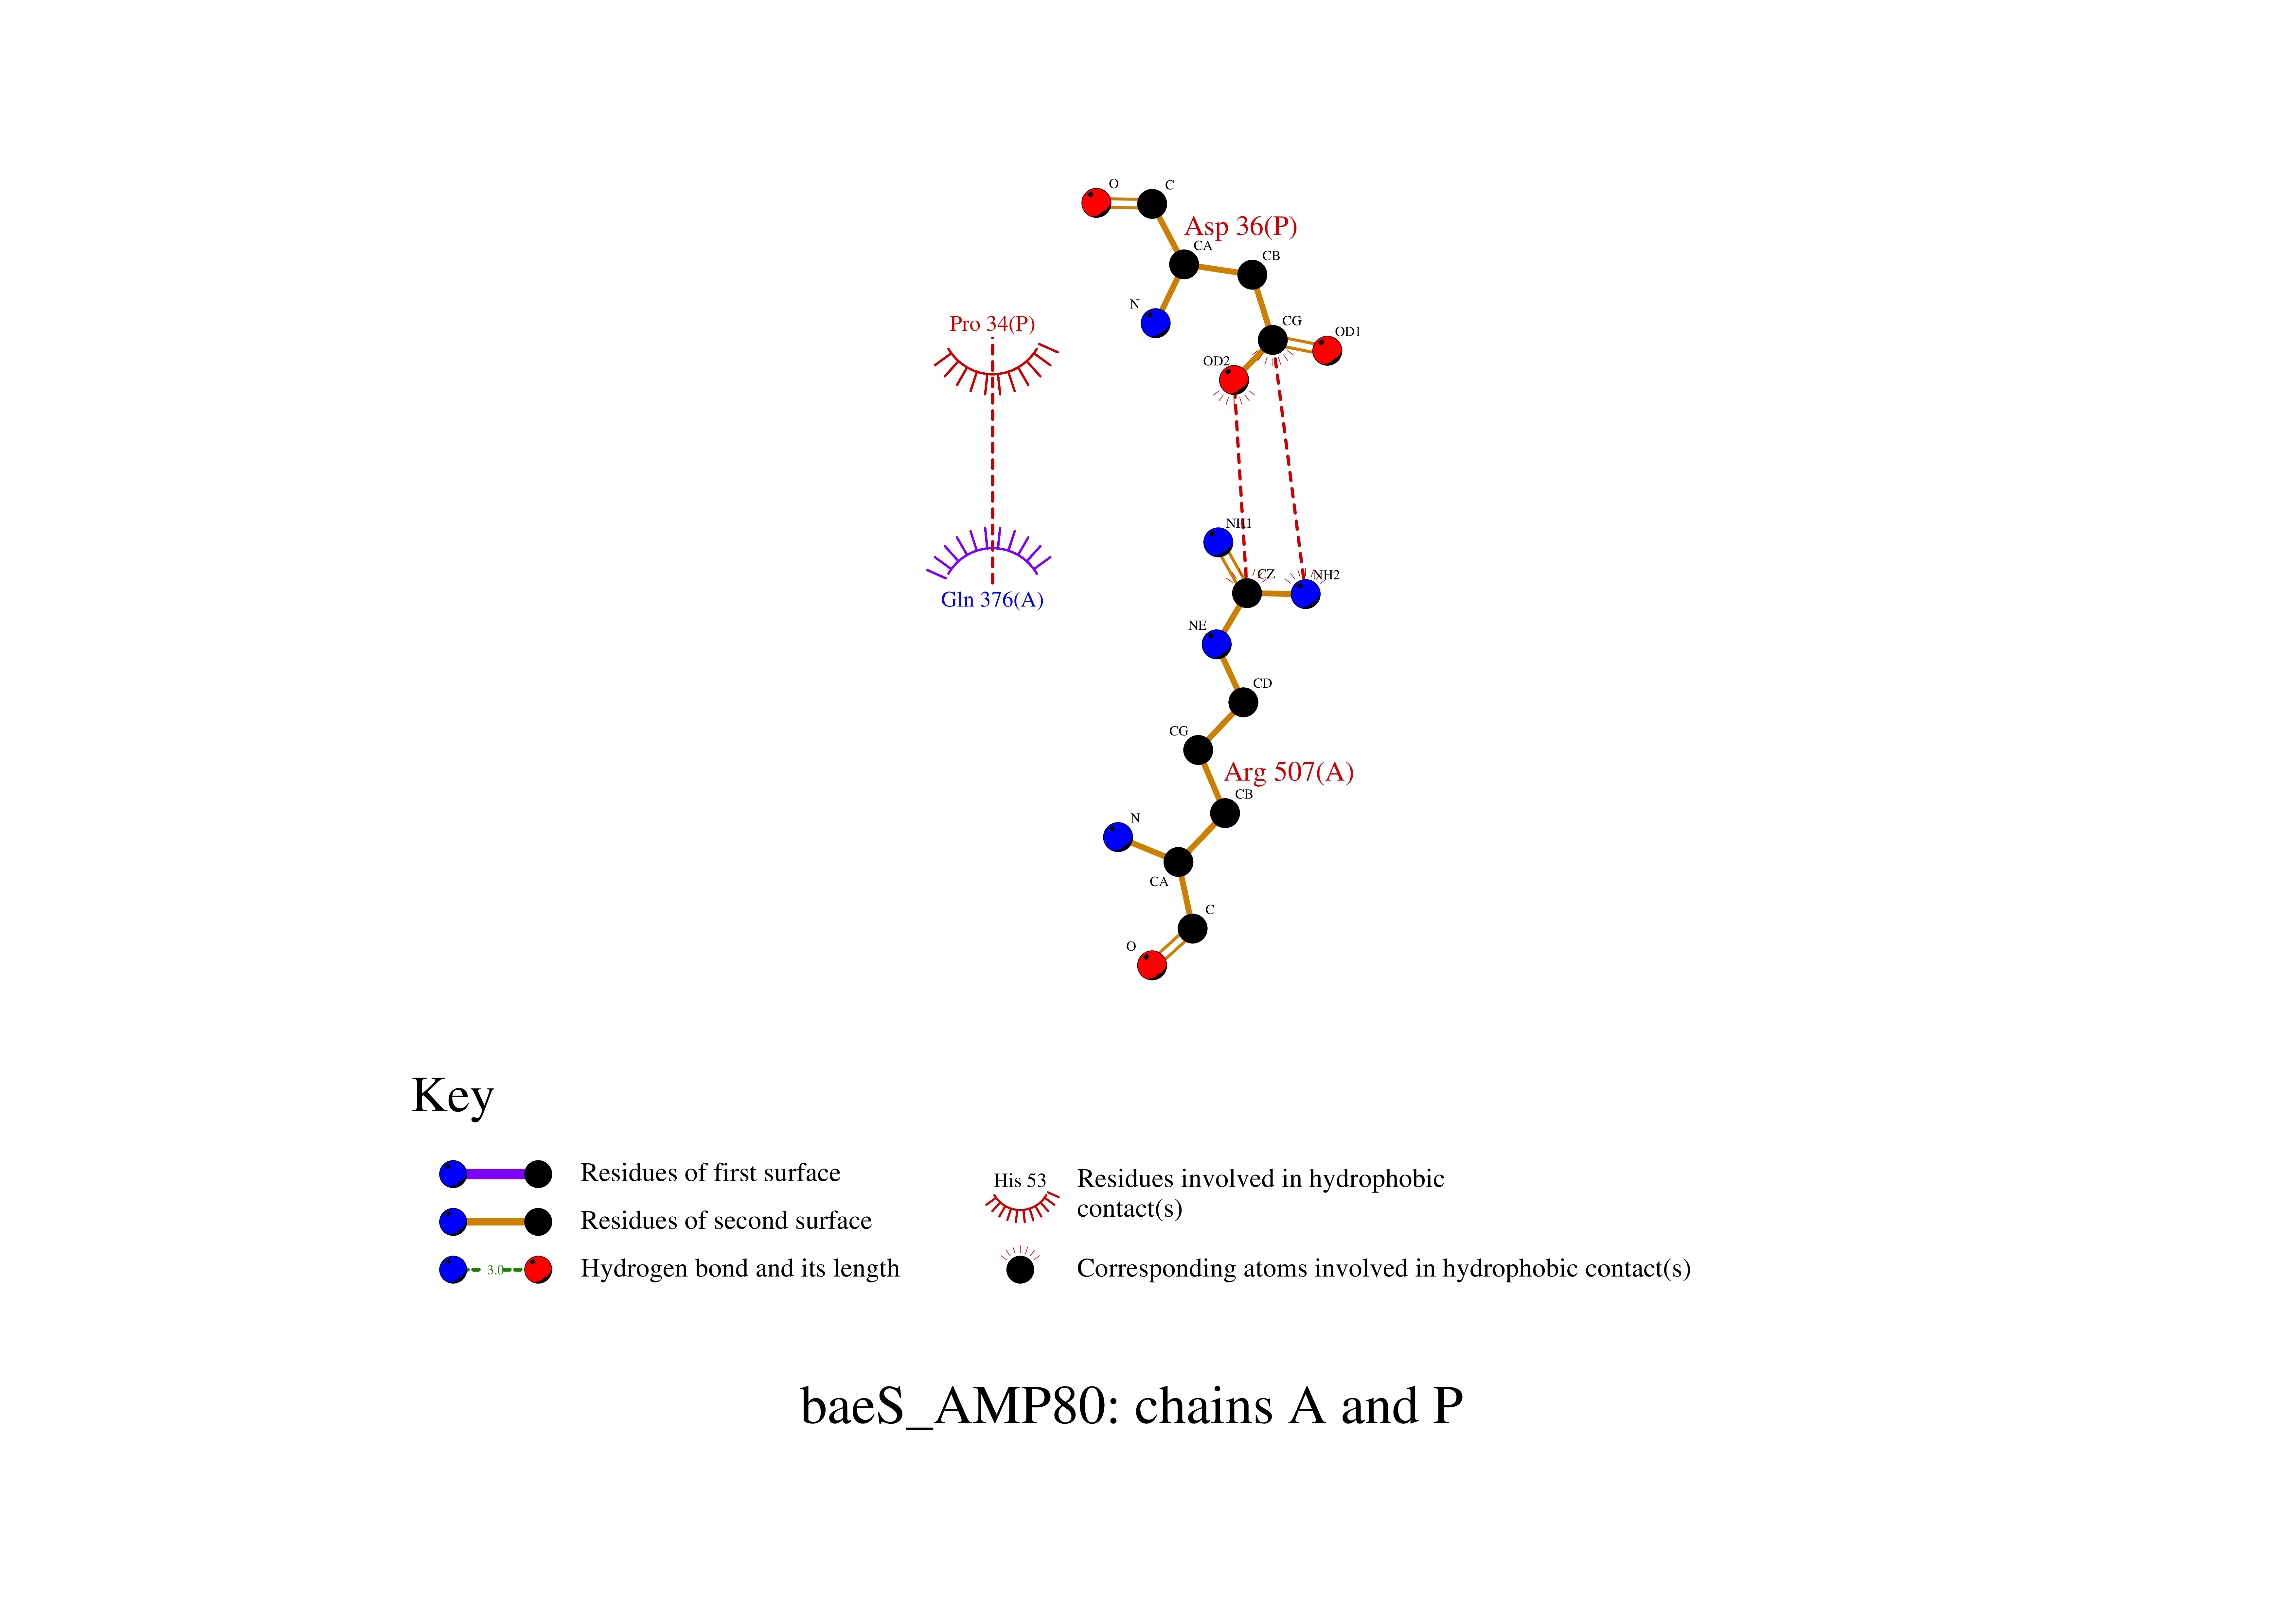 O
C
Asp 36(P)
CA
CB
N
Pro 34(P)
CG
OD1
OD2
NH1
CZ
NH2
Gln 376(A)
NE
CD
CG
Arg 507(A)
CB
N
CA
C
O
Key
Residues of first surface
Residues of second surface
3.0
Hydrogen bond and its length
His 53
Residues involved in hydrophobic
contact(s)
Corresponding atoms involved in hydrophobic contact(s)
baeS_AMP80: chains A and P